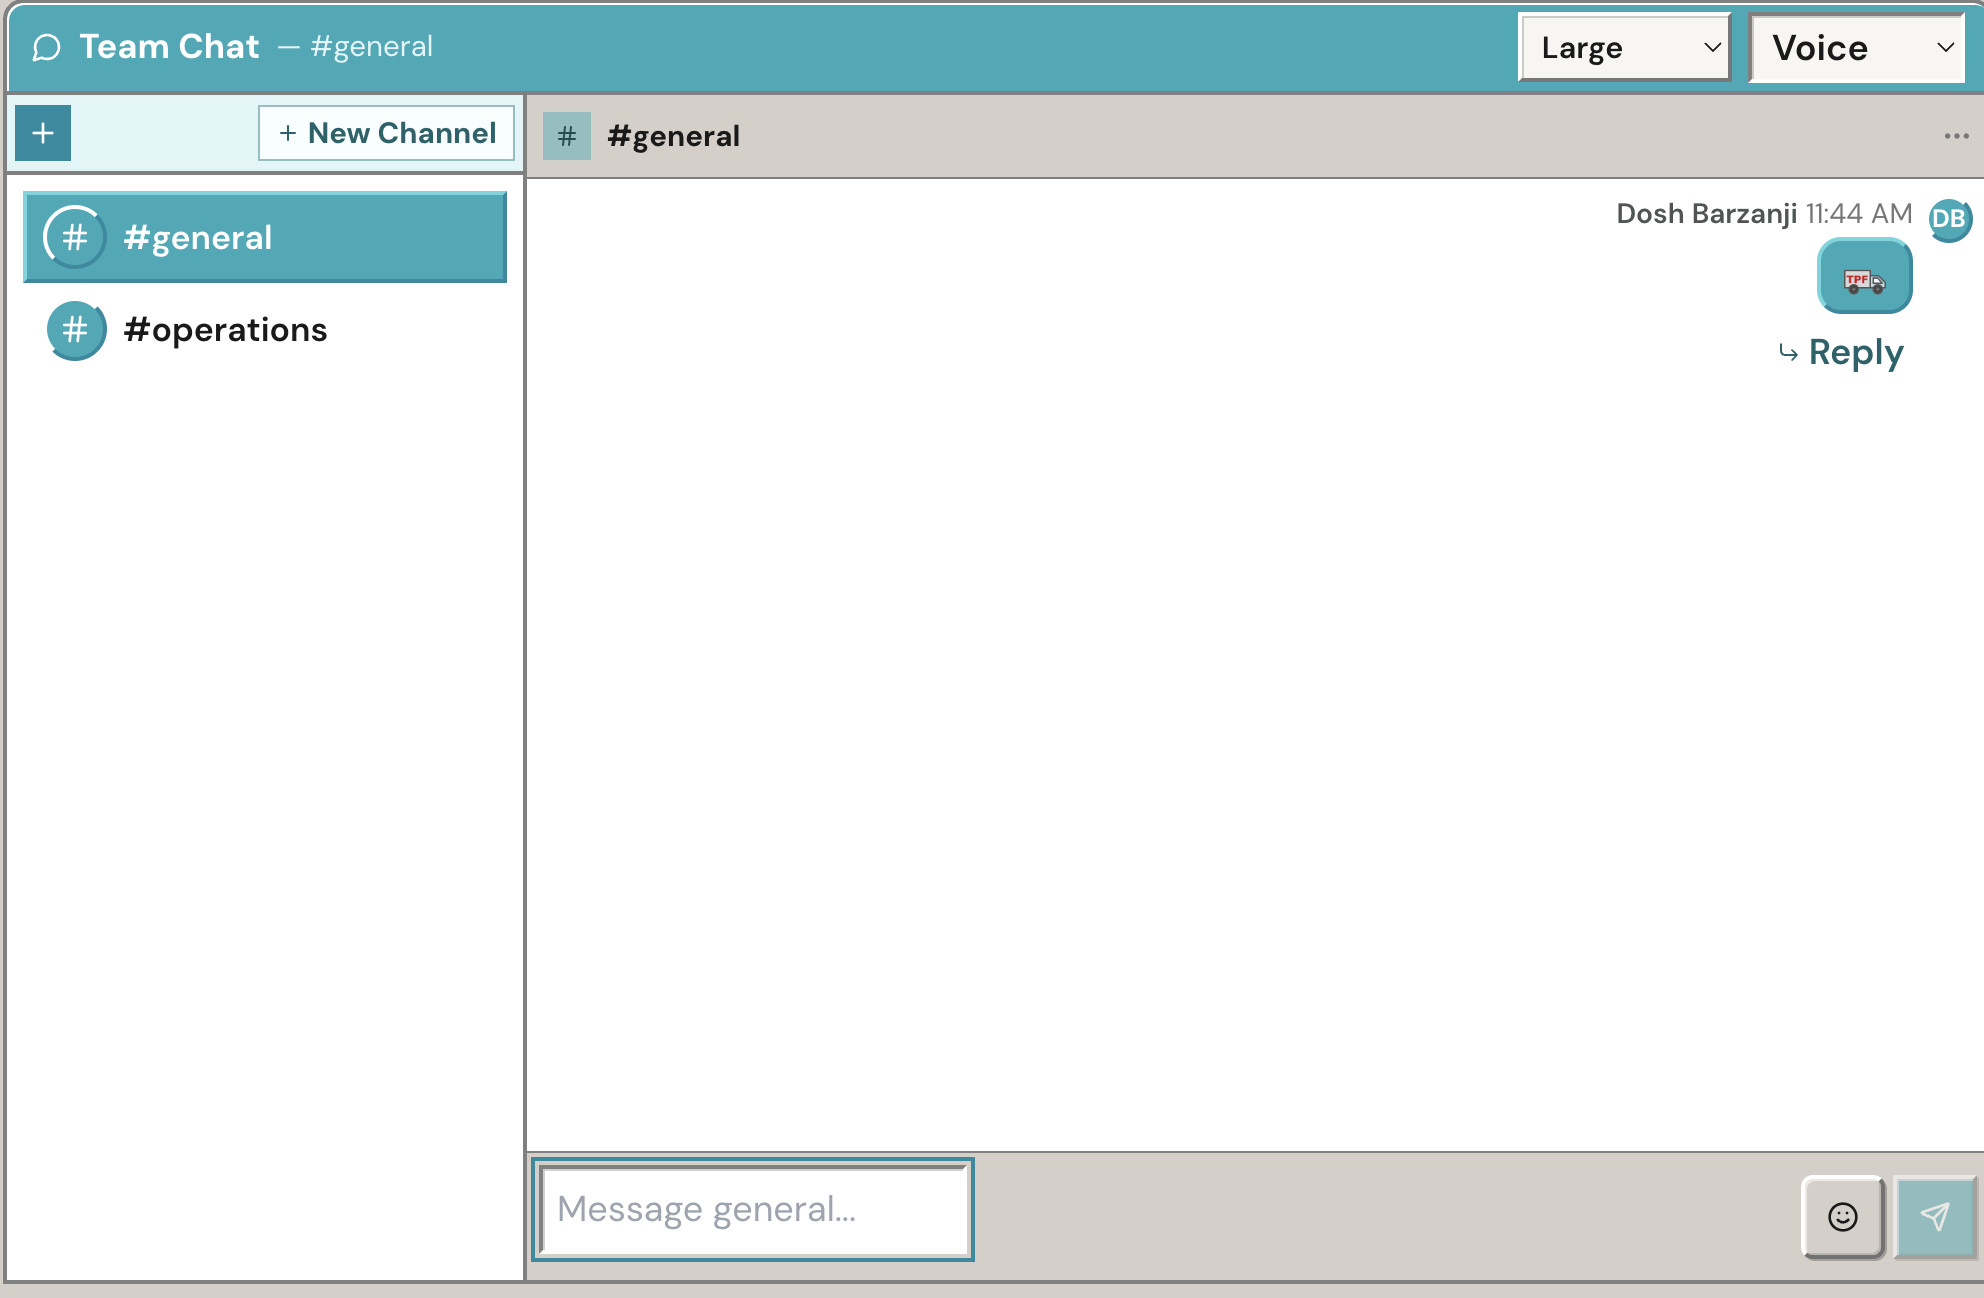 Team Chat — #general
Large
Voice
+ New Channel
# #general
# #general
# #operations
Dosh Barzanji 11:44 AM
DB
TPF
Reply
Message general...